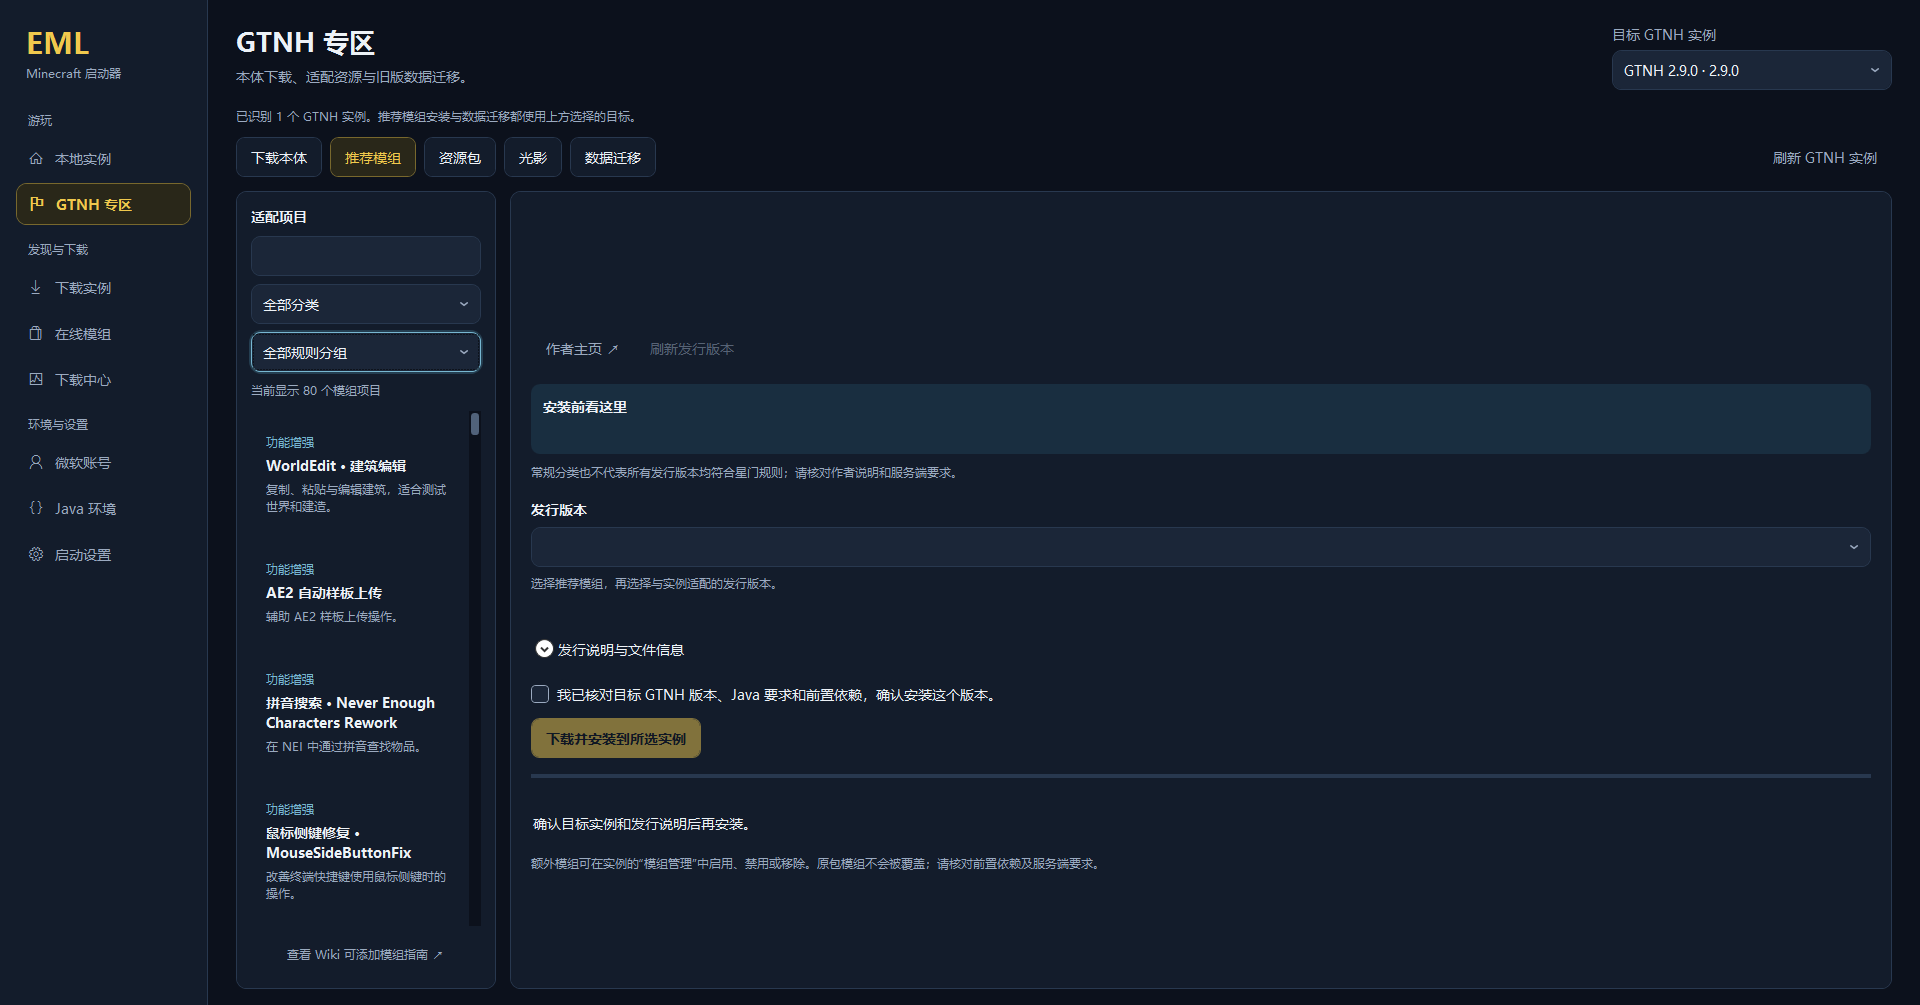 EML
Minecraft 启动器
游玩
本地实例
GTNH 专区
发现与下载
下载实例
在线模组
下载中心
环境与设置
微软账号
Java 环境
启动设置
GTNH 专区
本体下载、适配资源与旧版数据迁移。
目标 GTNH 实例
GTNH 2.9.0 · 2.9.0
已识别 1 个 GTNH 实例。推荐模组安装与数据迁移都使用上方选择的目标。
下载本体
推荐模组
资源包
光影
数据迁移
刷新 GTNH 实例
适配项目
全部分类
全部规则分组
当前显示 80 个模组项目
功能增强
WorldEdit • 建筑编辑
复制、粘贴与编辑建筑，适合测试
世界和建造。
功能增强
AE2 自动样板上传
辅助 AE2 样板上传操作。
功能增强
拼音搜索 • Never Enough
Characters Rework
在 NEI 中通过拼音查找物品。
功能增强
鼠标侧键修复 •
MouseSideButtonFix
改善终端快捷键使用鼠标侧键时的
操作。
查看 Wiki 可添加模组指南 ↗
作者主页 ↗
刷新发行版本
安装前看这里
常规分类也不代表所有发行版本均符合星门规则；请核对作者说明和服务端要求。
发行版本
选择推荐模组，再选择与实例适配的发行版本。
发行说明与文件信息
我已核对目标 GTNH 版本、Java 要求和前置依赖，确认安装这个版本。
下载并安装到所选实例
确认目标实例和发行说明后再安装。
额外模组可在实例的“模组管理”中启用、禁用或移除。原包模组不会被覆盖；请核对前置依赖及服务端要求。